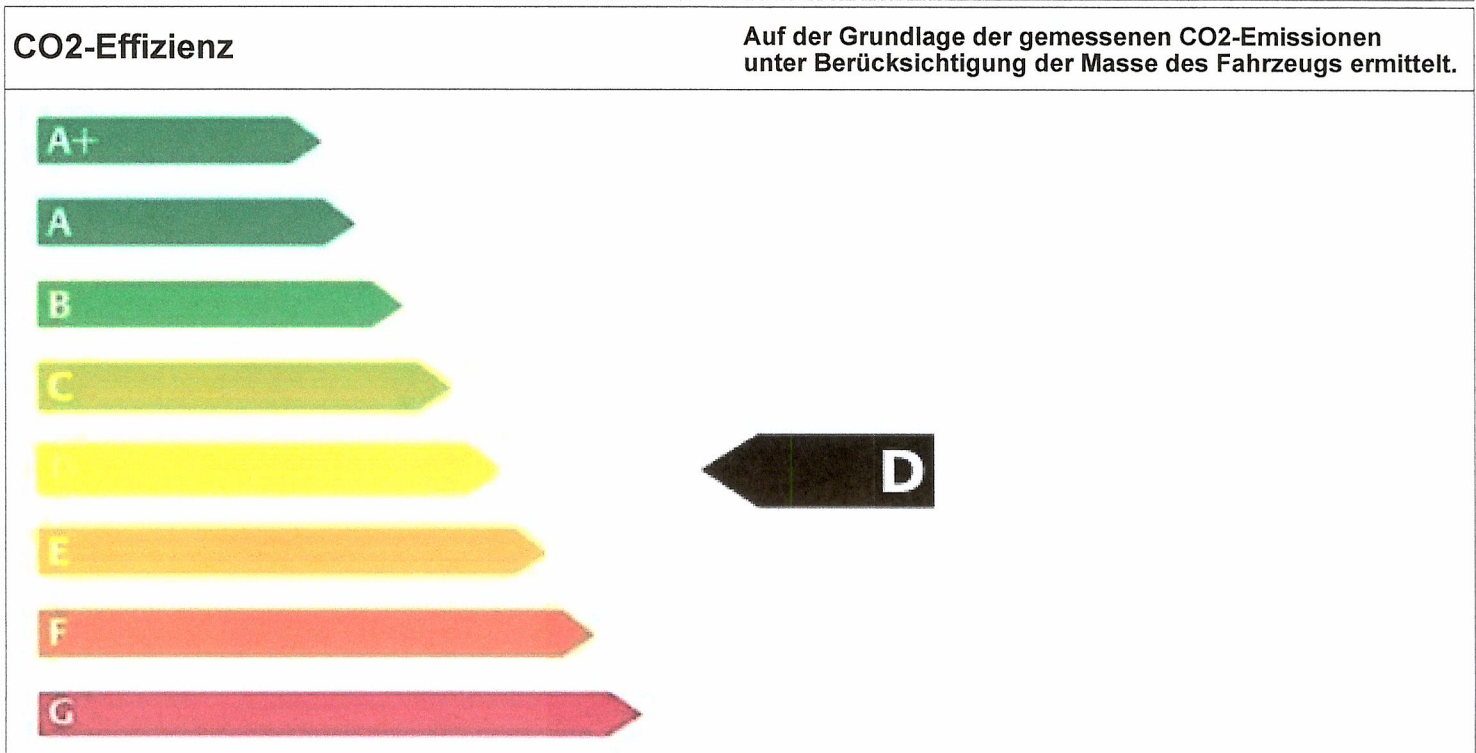 CO2-Effizienz
Auf der Grundlage der gemessenen CO2-Emissionen
unter Berücksichtigung der Masse des Fahrzeugs ermittelt.
A+
A
B
C
D
D
E
F
G